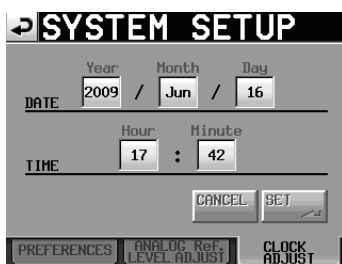 SYSTEM SETUP
Year Month Day
DATE 2009 / Jun / 16
Hour Minute
TIME 17 : 42
CANCEL SET
PREFERENCES ANALOG Ref. LEVEL ADJUST CLOCK ADJUST